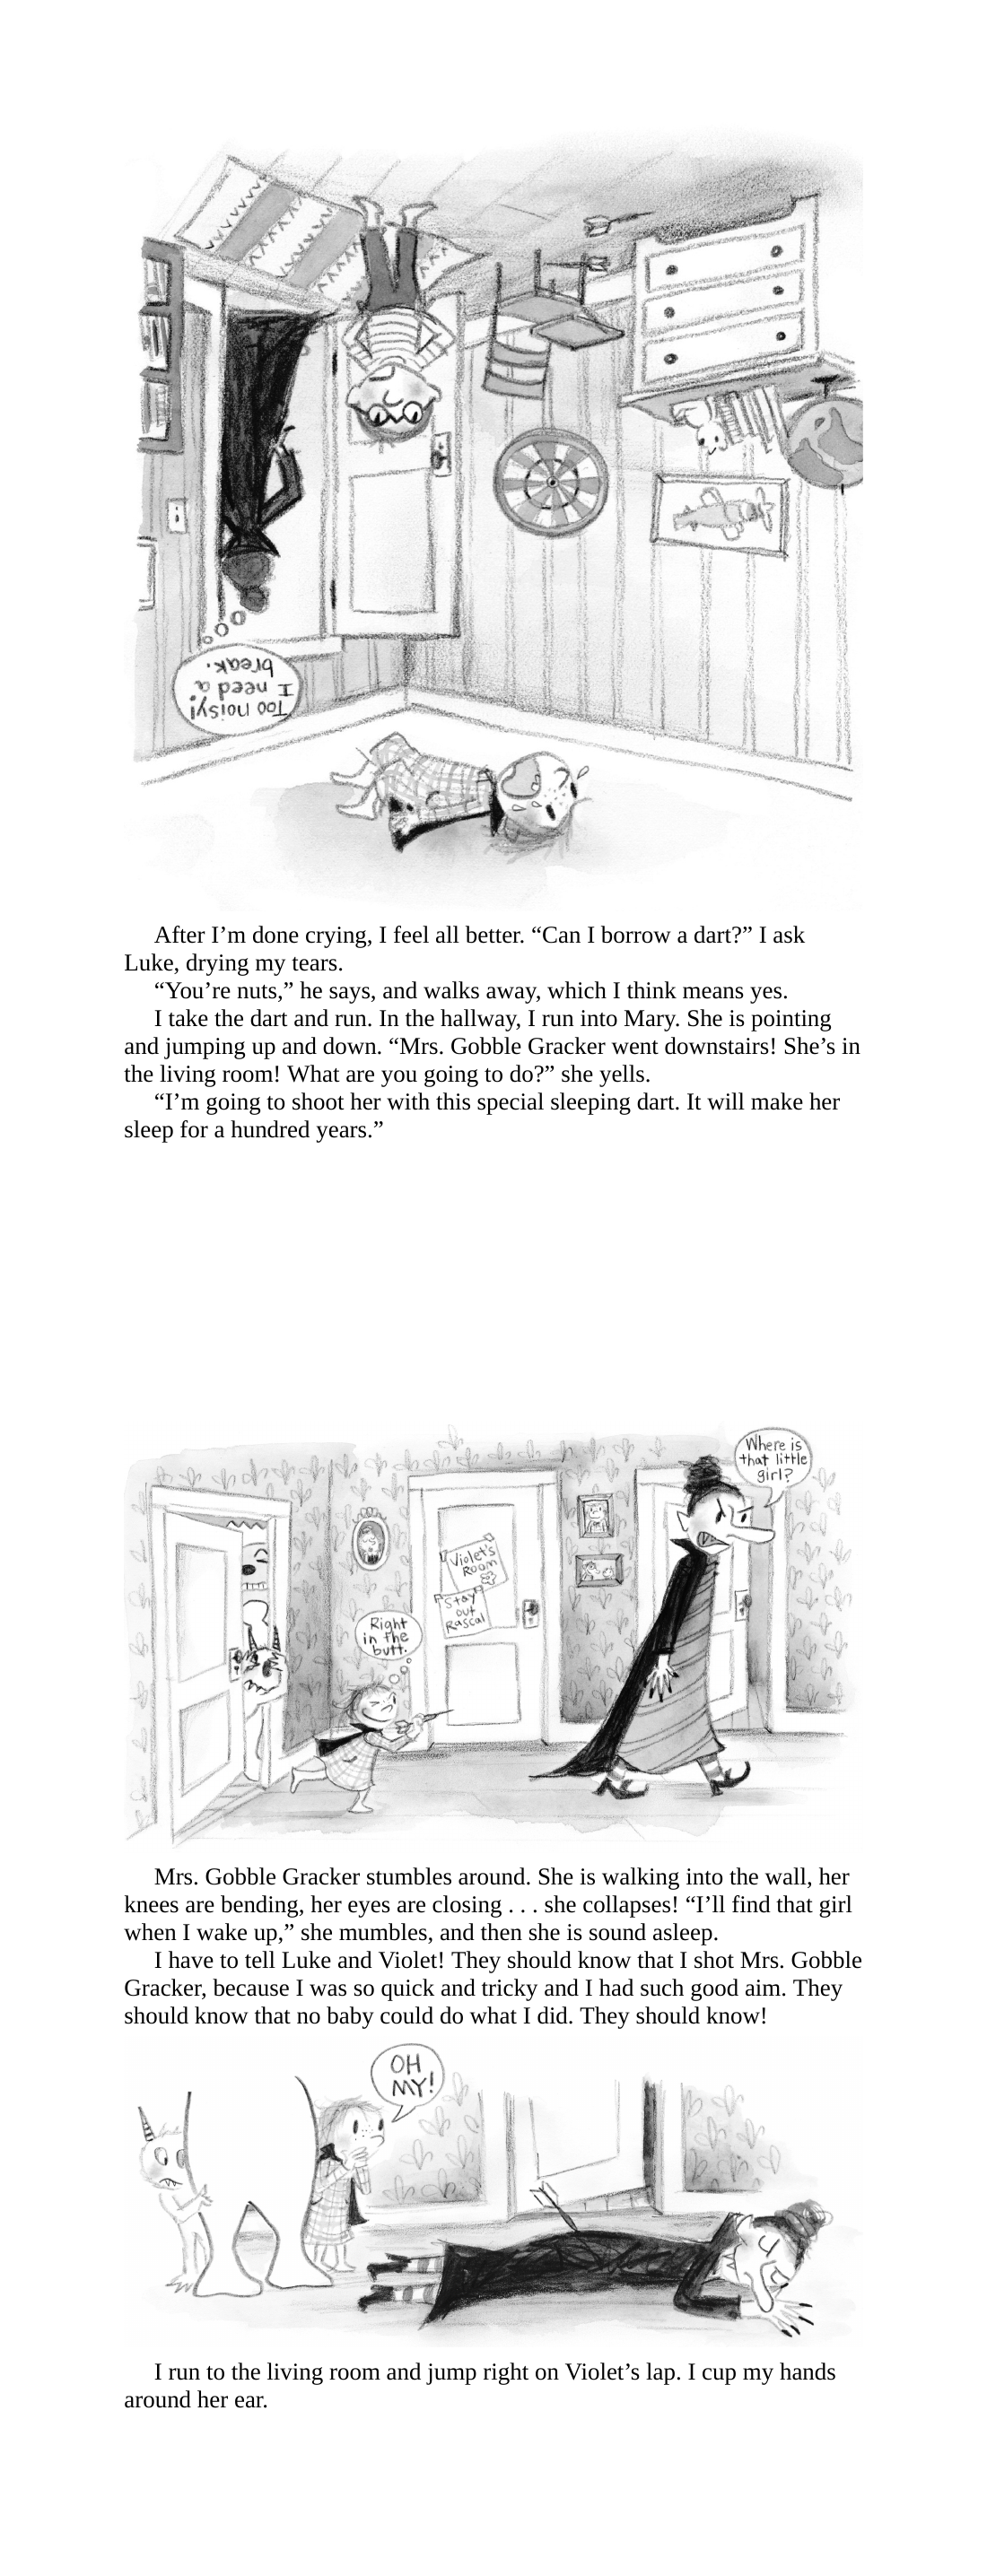 Too noisy!
I need a
break.
After I’m done crying, I feel all better. “Can I borrow a dart?” I ask
Luke, drying my tears.
“You’re nuts,” he says, and walks away, which I think means yes.
I take the dart and run. In the hallway, I run into Mary. She is pointing
and jumping up and down. “Mrs. Gobble Gracker went downstairs! She’s in
the living room! What are you going to do?” she yells.
“I’m going to shoot her with this special sleeping dart. It will make her
sleep for a hundred years.”
Where is
that little
girl?
Violet's
Room
Stay
out
Rascal
Right
in the
butt.
Mrs. Gobble Gracker stumbles around. She is walking into the wall, her
knees are bending, her eyes are closing . . . she collapses! “I’ll find that girl
when I wake up,” she mumbles, and then she is sound asleep.
I have to tell Luke and Violet! They should know that I shot Mrs. Gobble
Gracker, because I was so quick and tricky and I had such good aim. They
should know that no baby could do what I did. They should know!
OH
MY!
I run to the living room and jump right on Violet’s lap. I cup my hands
around her ear.